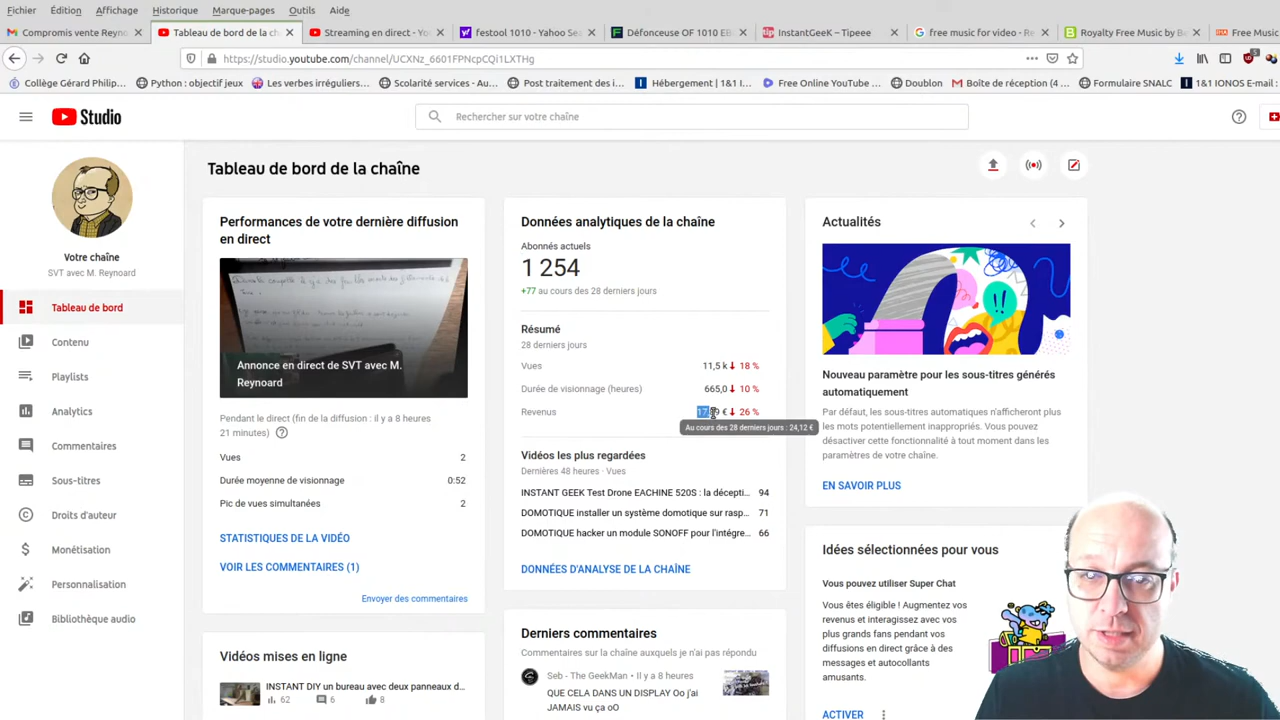 Fichier Édition Affichage Historique Marque-pages Outils Aide
Compromis vente Reyno
Tableau de bord de la ch
Streaming en direct - Yo
festool 1010 - Yahoo Sea
Défonceuse OF 1010 EB
InstantGeeK – Tipeee
free music for video - Re
Royalty Free Music by Be
Free Music
https://studio.youtube.com/channel/UCXNz_6601FPNcpCQi1LXTHg
Collège Gérard Philip… Python : objectif jeux Les verbes irréguliers… Scolarité services - Au… Post traitement des i… Hébergement | 1&1 IONOS Free Online YouTube… Doublon Boîte de réception (4 … Formulaire SNALC 1&1 IONOS E-mail :
Studio
Rechercher sur votre chaîne
Votre chaîne
SVT avec M. Reynoard
Tableau de bord
Contenu
Playlists
Analytics
Commentaires
Sous-titres
Droits d'auteur
Monétisation
Personnalisation
Bibliothèque audio
Tableau de bord de la chaîne
Performances de votre dernière diffusion
en direct
Annonce en direct de SVT avec M.
Reynoard
Pendant le direct (fin de la diffusion : il y a 8 heures
21 minutes)
Vues 2
Durée moyenne de visionnage 0:52
Pic de vues simultanées 2
STATISTIQUES DE LA VIDÉO
VOIR LES COMMENTAIRES (1)
Envoyer des commentaires
Vidéos mises en ligne
INSTANT DIY un bureau avec deux panneaux d…
62 6 8
Données analytiques de la chaîne
Abonnés actuels
1 254
+77 au cours des 28 derniers jours
Résumé
28 derniers jours
Vues 11,5 k 18 %
Durée de visionnage (heures) 665,0 10 %
Revenus € 26 %
Au cours des 28 derniers jours : 24,12 €
Vidéos les plus regardées
Dernières 48 heures · Vues
INSTANT GEEK Test Drone EACHINE 520S : la décepti… 94
DOMOTIQUE installer un système domotique sur rasp… 71
DOMOTIQUE hacker un module SONOFF pour l'intégre… 66
DONNÉES D'ANALYSE DE LA CHAÎNE
Derniers commentaires
Commentaires sur la chaîne auxquels je n'ai pas répondu
Seb - The GeekMan • Il y a 8 heures
QUE CELA DANS UN DISPLAY Oo j'ai
JAMAIS vu ça oO
Actualités
Nouveau paramètre pour les sous-titres générés
automatiquement
Par défaut, les sous-titres automatiques n'afficheront plus
les mots potentiellement inappropriés. Vous pouvez
désactiver cette fonctionnalité à tout moment dans les
paramètres de votre chaîne.
EN SAVOIR PLUS
Idées sélectionnées pour vous
Vous pouvez utiliser Super Chat
Vous êtes éligible ! Augmentez vos
revenus et interagissez avec vos
plus grands fans pendant vos
diffusions en direct grâce à des
messages et autocollants
amusants.
ACTIVER